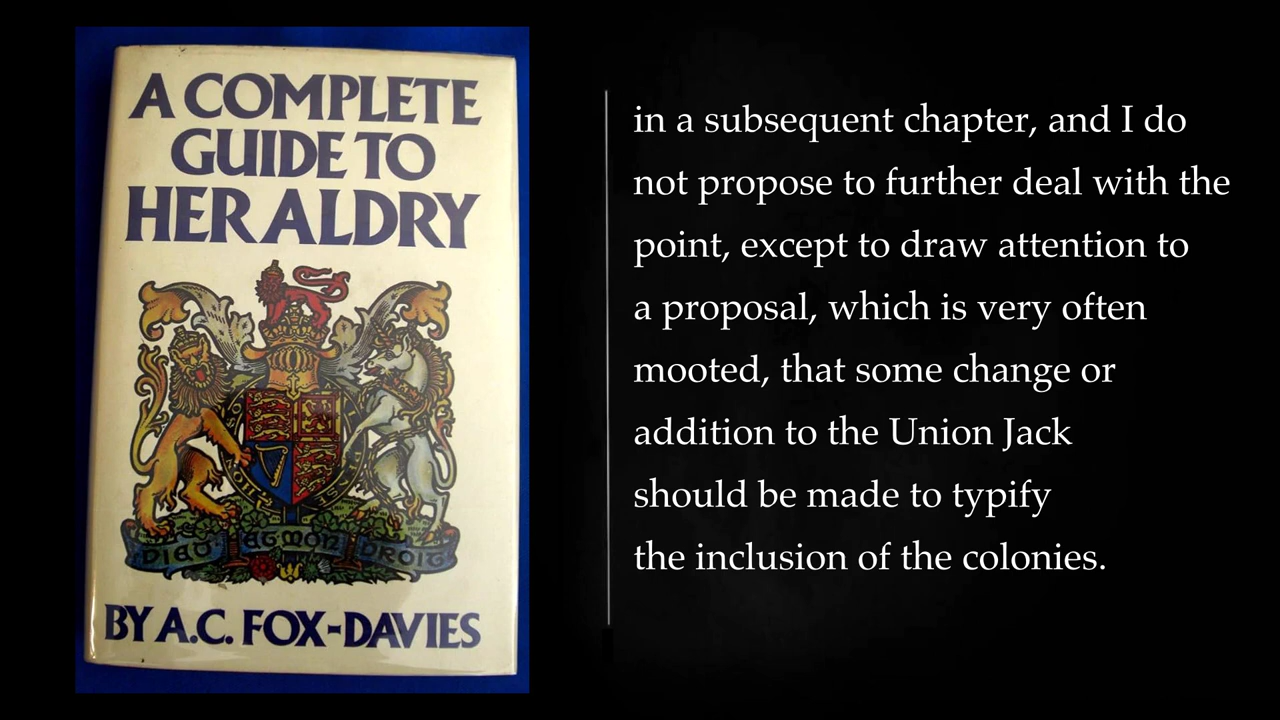 A COMPLETE
GUIDE TO
HERALDRY
DIEU ET MON DROIT
BY A.C. FOX-DAVIES
in a subsequent chapter, and I do
not propose to further deal with the
point, except to draw attention to
a proposal, which is very often
mooted, that some change or
addition to the Union Jack
should be made to typify
the inclusion of the colonies.